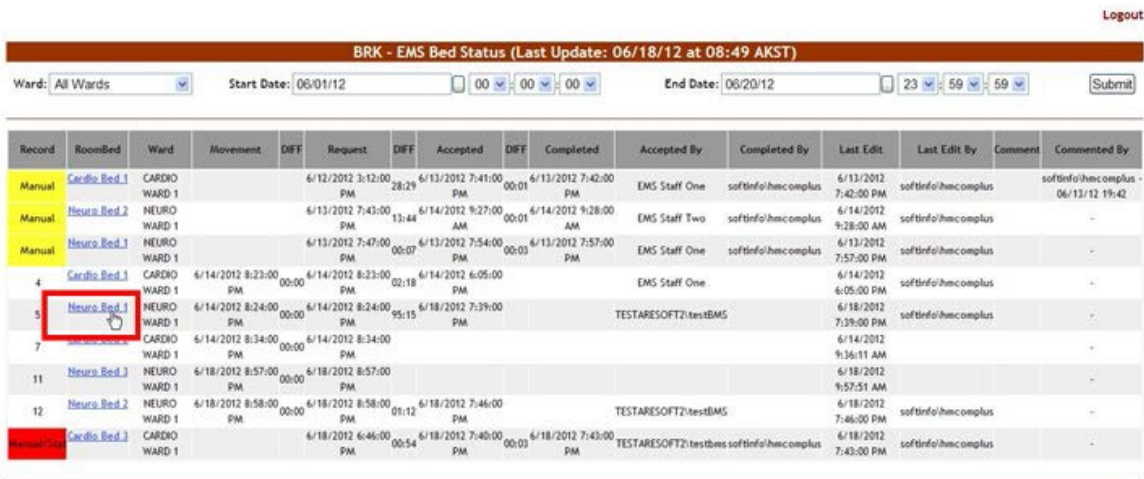 Logout
BRK - EMS Bed Status (Last Update: 06/18/12 at 08:49 AKST)
Ward: All Wards Start Date: 06/01/12 00 : 00 : 00 End Date: 06/20/12 23 : 59 : 59 Submit
Record RoomBed Ward Movement DIFF Request DIFF Accepted DIFF Completed Accepted By Completed By Last Edit Last Edit By Comment Commented By
Manual Cardio Bed 1 CARDIO WARD 1 6/12/2012 3:12:00 PM 28:29 6/13/2012 7:41:00 PM 00:01 6/13/2012 7:42:00 PM EMS Staff One softinfo\hmcomplus 6/13/2012 7:42:00 PM softinfo\hmcomplus softinfo\hmcomplus - 06/13/12 19:42
Manual Neuro Bed 2 NEURO WARD 1 6/13/2012 7:43:00 PM 13:44 6/14/2012 9:27:00 AM 00:01 6/14/2012 9:28:00 AM EMS Staff Two softinfo\hmcomplus 6/14/2012 9:28:00 AM softinfo\hmcomplus -
Manual Neuro Bed 1 NEURO WARD 1 6/13/2012 7:47:00 PM 00:07 6/13/2012 7:54:00 PM 00:03 6/13/2012 7:57:00 PM EMS Staff One softinfo\hmcomplus 6/13/2012 7:57:00 PM softinfo\hmcomplus -
4 Cardio Bed 1 CARDIO WARD 1 6/14/2012 8:23:00 PM 00:00 6/14/2012 8:23:00 PM 02:18 6/14/2012 6:05:00 PM EMS Staff One 6/14/2012 6:05:00 PM softinfo\hmcomplus -
5 Neuro Bed 1 NEURO WARD 1 6/14/2012 8:24:00 PM 00:00 6/14/2012 8:24:00 PM 95:15 6/18/2012 7:39:00 PM TESTARESOFT2\testBMS 6/18/2012 7:39:00 PM softinfo\hmcomplus -
7 CARDIO WARD 1 6/14/2012 8:34:00 PM 00:00 6/14/2012 8:34:00 PM 6/14/2012 9:36:11 AM -
11 Neuro Bed 3 NEURO WARD 1 6/18/2012 8:57:00 PM 00:00 6/18/2012 8:57:00 PM 6/18/2012 9:57:51 AM -
12 Neuro Bed 2 NEURO WARD 1 6/18/2012 8:58:00 PM 00:00 6/18/2012 8:58:00 PM 01:12 6/18/2012 7:46:00 PM TESTARESOFT2\testBMS 6/18/2012 7:46:00 PM softinfo\hmcomplus -
Manual/Stat Cardio Bed 3 CARDIO WARD 1 6/18/2012 6:46:00 PM 00:54 6/18/2012 7:40:00 PM 00:03 6/18/2012 7:43:00 PM TESTARESOFT2\testbms softinfo\hmcomplus 6/18/2012 7:43:00 PM softinfo\hmcomplus -